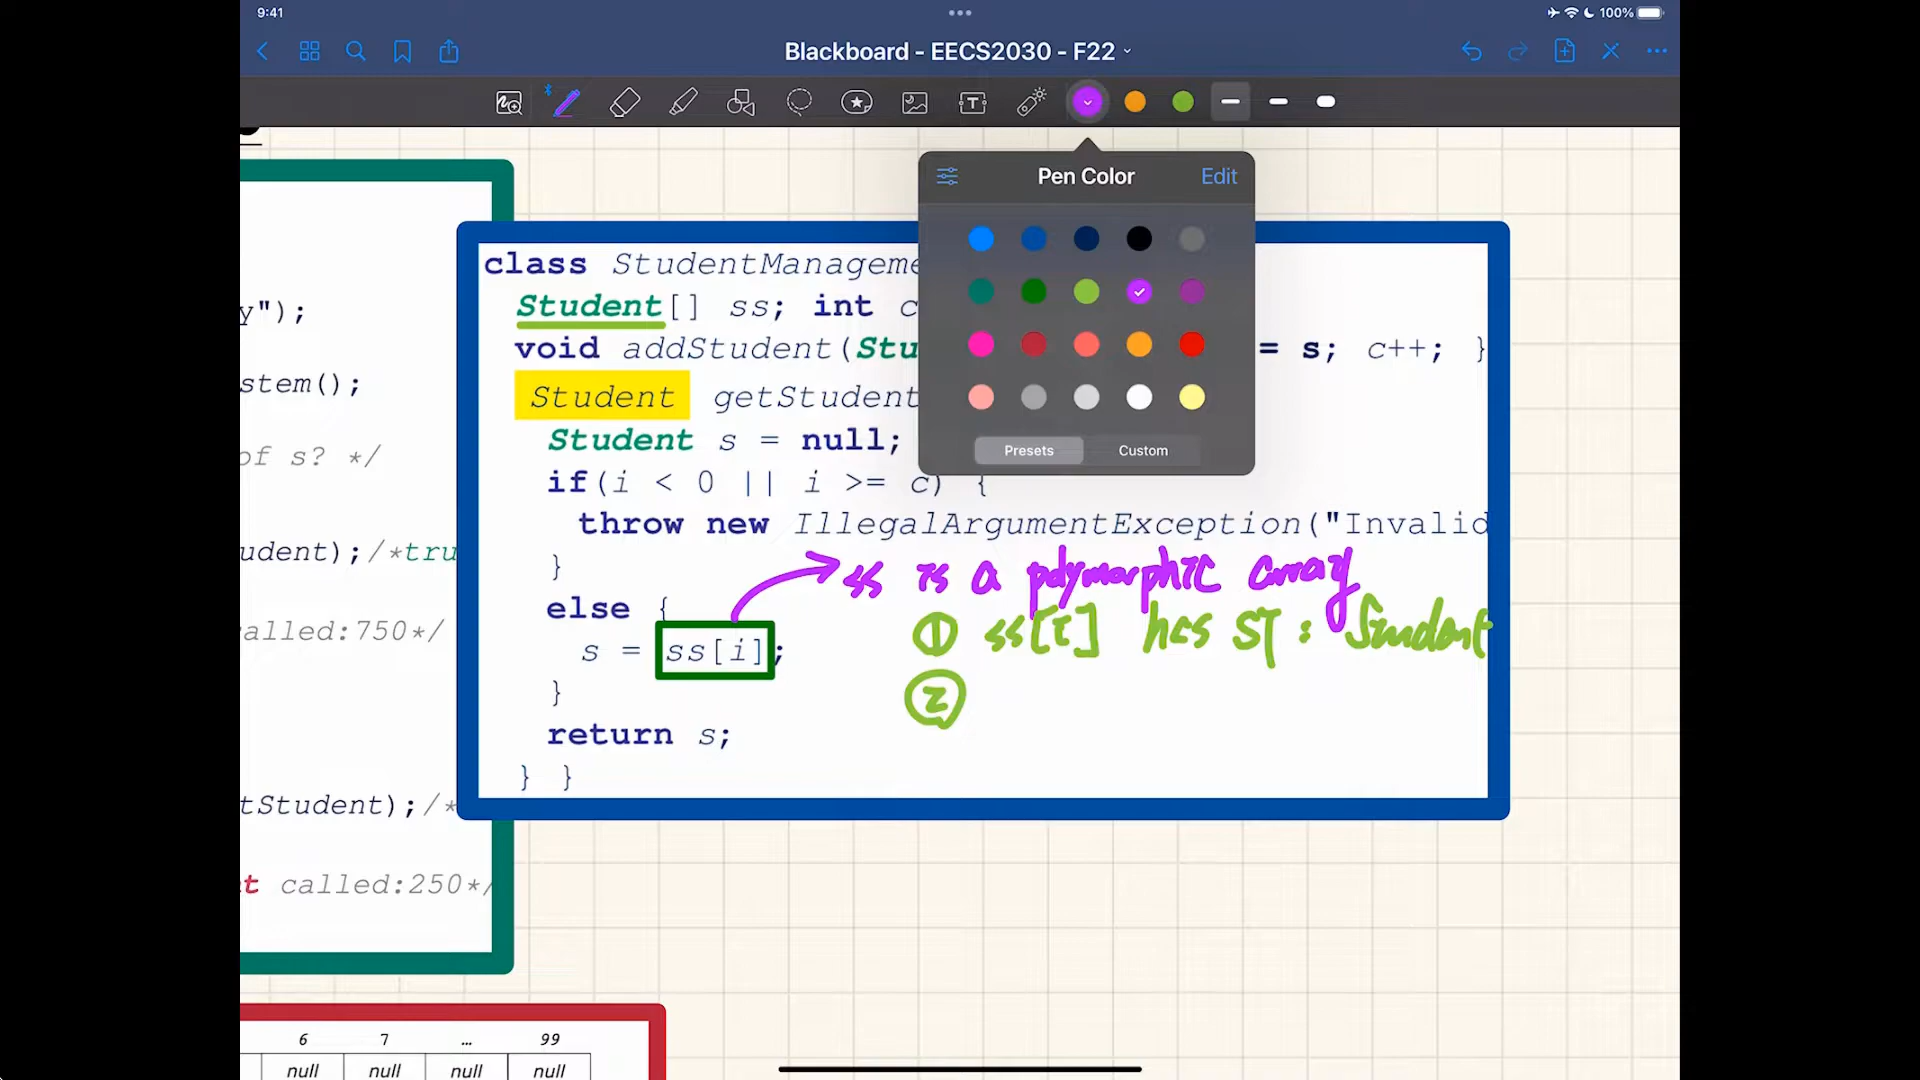 9:41
100%
Blackboard - EECS2030 - F22
Pen Color
Edit
Presets
Custom
y");
stem();
of s? */
udent);/*tru
alled:750*/
tStudent);/*
t called:250*/
class StudentManageme
Student[] ss; int c
void addStudent(Stu = s; c++; }
Student getStudent
Student s = null;
if(i < 0 || i >= c) {
throw new IllegalArgumentException("Invalid
}
else {
s = ss[i];
}
return s;
} }
ss is a polymorphic array
① ss[i] has ST : Student
②
6 7 … 99
null null null null